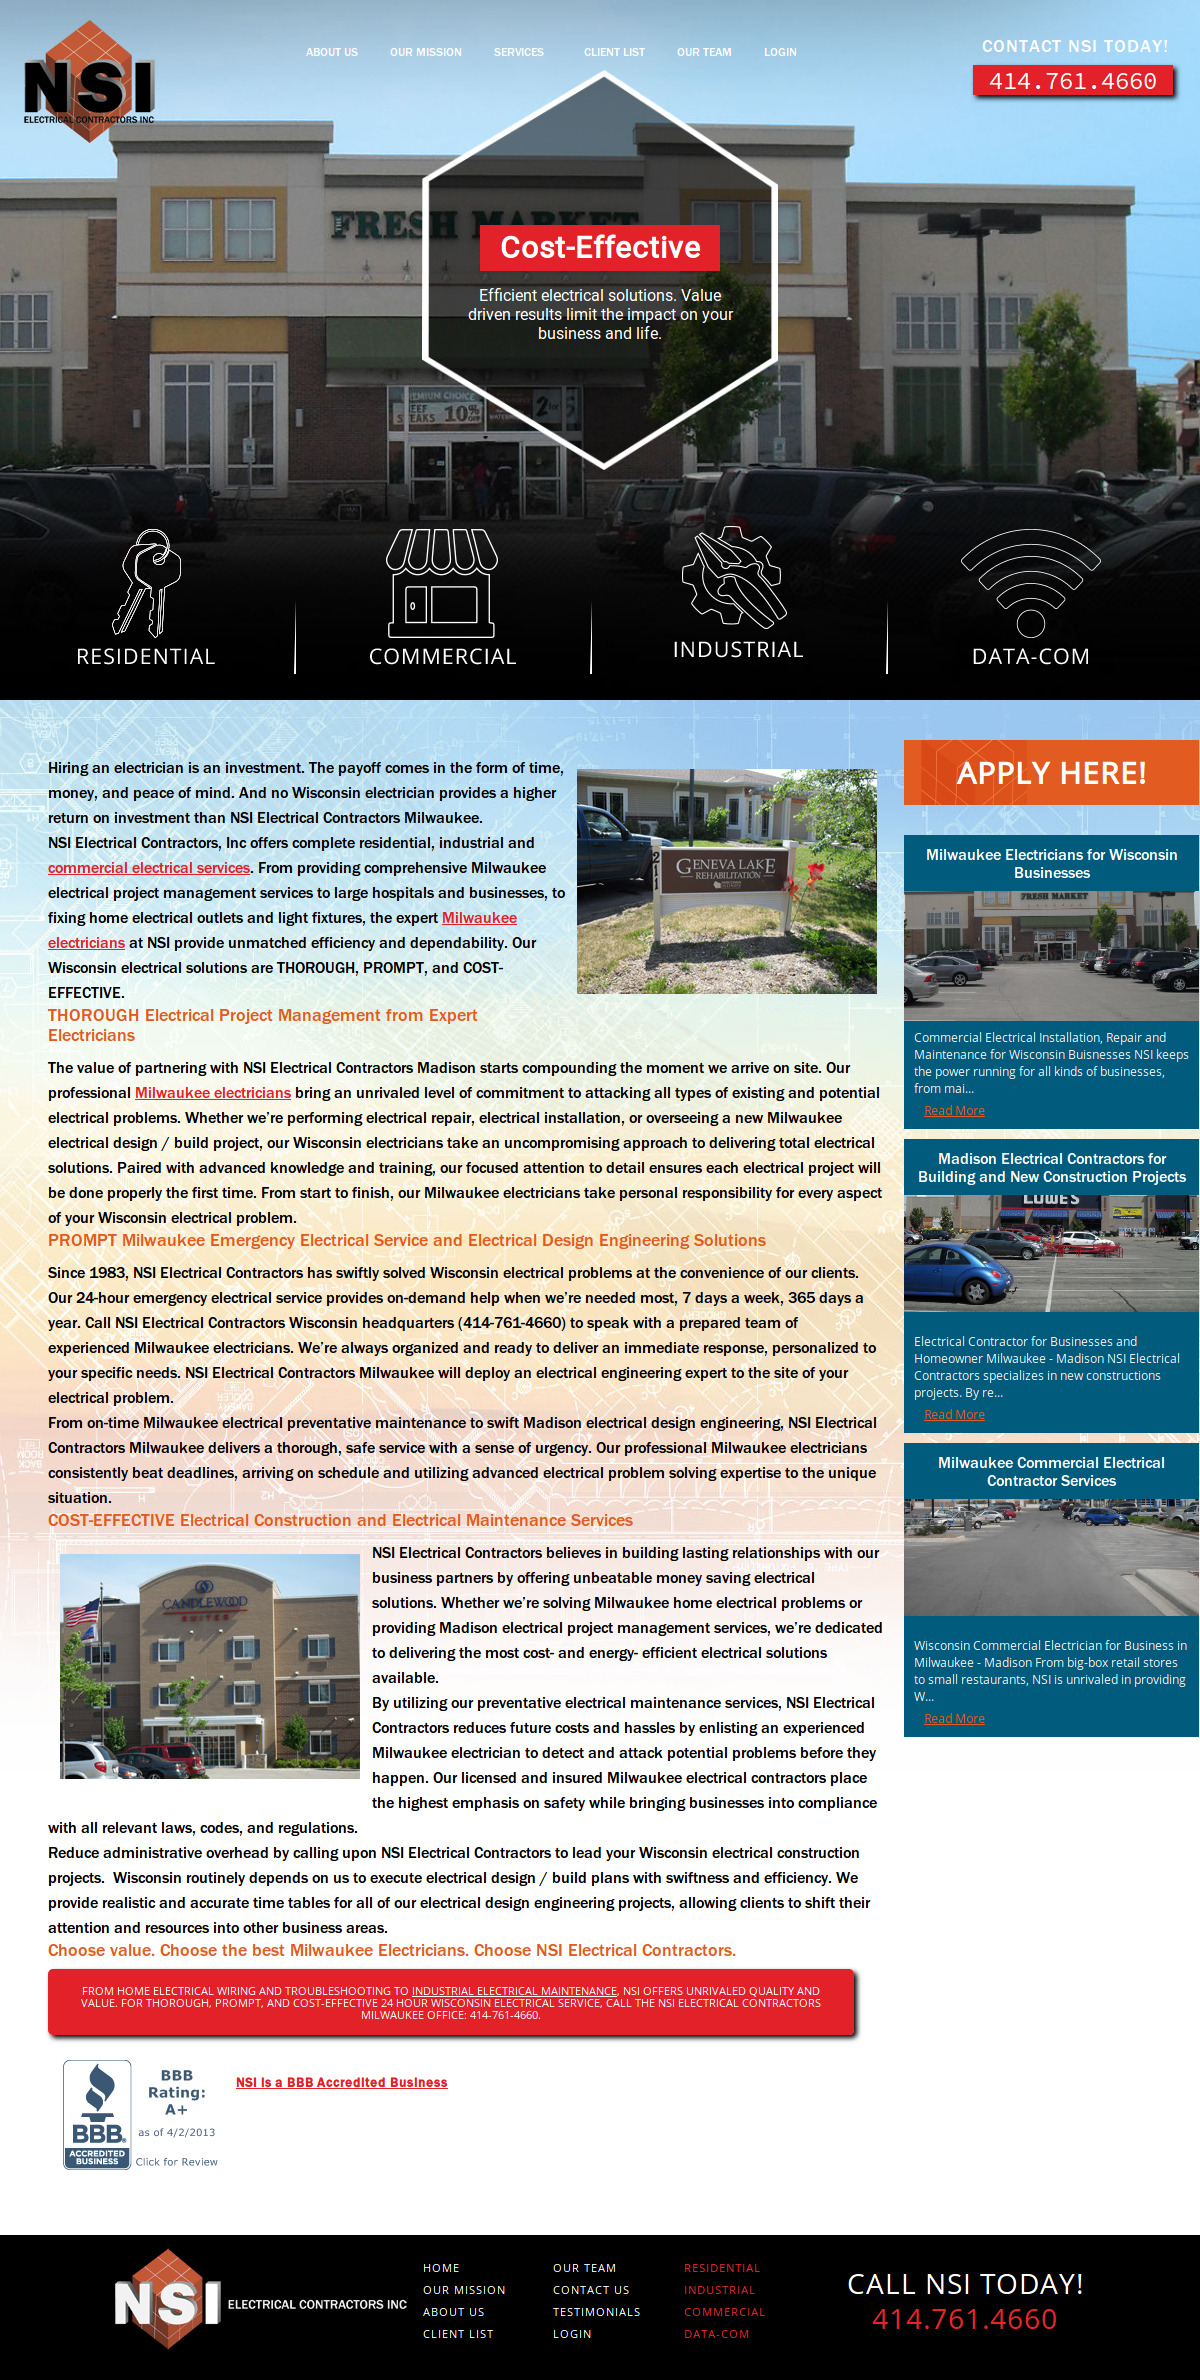 NSI
ELECTRICAL CONTRACTORS INC
ABOUT US
OUR MISSION
SERVICES
CLIENT LIST
OUR TEAM
LOGIN
CONTACT NSI TODAY!
414.761.4660
THE FRESH MARKET
Cost-Effective
Efficient electrical solutions. Value
driven results limit the impact on your
business and life.
PREMIUM CHOICE
BEEF
STEAKS 10%
2 for
RESIDENTIAL
COMMERCIAL
INDUSTRIAL
DATA-COM
Hiring an electrician is an investment. The payoff comes in the form of time,
money, and peace of mind. And no Wisconsin electrician provides a higher
return on investment than NSI Electrical Contractors Milwaukee.
NSI Electrical Contractors, Inc offers complete residential, industrial and
commercial electrical services. From providing comprehensive Milwaukee
electrical project management services to large hospitals and businesses, to
fixing home electrical outlets and light fixtures, the expert Milwaukee
electricians at NSI provide unmatched efficiency and dependability. Our
Wisconsin electrical solutions are THOROUGH, PROMPT, and COST-
EFFECTIVE.
GENEVA LAKE
REHABILITATION
THOROUGH Electrical Project Management from Expert
Electricians
The value of partnering with NSI Electrical Contractors Madison starts compounding the moment we arrive on site. Our
professional Milwaukee electricians bring an unrivaled level of commitment to attacking all types of existing and potential
electrical problems. Whether we're performing electrical repair, electrical installation, or overseeing a new Milwaukee
electrical design / build project, our Wisconsin electricians take an uncompromising approach to delivering total electrical
solutions. Paired with advanced knowledge and training, our focused attention to detail ensures each electrical project will
be done properly the first time. From start to finish, our Milwaukee electricians take personal responsibility for every aspect
of your Wisconsin electrical problem.
PROMPT Milwaukee Emergency Electrical Service and Electrical Design Engineering Solutions
Since 1983, NSI Electrical Contractors has swiftly solved Wisconsin electrical problems at the convenience of our clients.
Our 24-hour emergency electrical service provides on-demand help when we're needed most, 7 days a week, 365 days a
year. Call NSI Electrical Contractors Wisconsin headquarters (414-761-4660) to speak with a prepared team of
experienced Milwaukee electricians. We're always organized and ready to deliver an immediate response, personalized to
your specific needs. NSI Electrical Contractors Milwaukee will deploy an electrical engineering expert to the site of your
electrical problem.
From on-time Milwaukee electrical preventative maintenance to swift Madison electrical design engineering, NSI Electrical
Contractors Milwaukee delivers a thorough, safe service with a sense of urgency. Our professional Milwaukee electricians
consistently beat deadlines, arriving on schedule and utilizing advanced electrical problem solving expertise to the unique
situation.
COST-EFFECTIVE Electrical Construction and Electrical Maintenance Services
CANDLEWOOD
SUITES
NSI Electrical Contractors believes in building lasting relationships with our
business partners by offering unbeatable money saving electrical
solutions. Whether we're solving Milwaukee home electrical problems or
providing Madison electrical project management services, we're dedicated
to delivering the most cost- and energy- efficient electrical solutions
available.
By utilizing our preventative electrical maintenance services, NSI Electrical
Contractors reduces future costs and hassles by enlisting an experienced
Milwaukee electrician to detect and attack potential problems before they
happen. Our licensed and insured Milwaukee electrical contractors place
the highest emphasis on safety while bringing businesses into compliance
with all relevant laws, codes, and regulations.
Reduce administrative overhead by calling upon NSI Electrical Contractors to lead your Wisconsin electrical construction
projects.  Wisconsin routinely depends on us to execute electrical design / build plans with swiftness and efficiency. We
provide realistic and accurate time tables for all of our electrical design engineering projects, allowing clients to shift their
attention and resources into other business areas.
Choose value. Choose the best Milwaukee Electricians. Choose NSI Electrical Contractors.
FROM HOME ELECTRICAL WIRING AND TROUBLESHOOTING TO INDUSTRIAL ELECTRICAL MAINTENANCE, NSI OFFERS UNRIVALED QUALITY AND
VALUE. FOR THOROUGH, PROMPT, AND COST-EFFECTIVE 24 HOUR WISCONSIN ELECTRICAL SERVICE, CALL THE NSI ELECTRICAL CONTRACTORS
MILWAUKEE OFFICE: 414-761-4660.
BBB
ACCREDITED
BUSINESS
BBB
Rating:
A+
as of 4/2/2013
Click for Review
NSI is a BBB Accredited Business
APPLY HERE!
Milwaukee Electricians for Wisconsin
Businesses
FRESH MARKET
Commercial Electrical Installation, Repair and
Maintenance for Wisconsin Buisnesses NSI keeps
the power running for all kinds of businesses,
from mai...
Read More
Madison Electrical Contractors for
Building and New Construction Projects
LOWES
Electrical Contractor for Businesses and
Homeowner Milwaukee - Madison NSI Electrical
Contractors specializes in new constructions
projects. By re...
Read More
Milwaukee Commercial Electrical
Contractor Services
Wisconsin Commercial Electrician for Business in
Milwaukee - Madison From big-box retail stores
to small restaurants, NSI is unrivaled in providing
W...
Read More
NSI
ELECTRICAL CONTRACTORS INC
HOME
OUR MISSION
ABOUT US
CLIENT LIST
OUR TEAM
CONTACT US
TESTIMONIALS
LOGIN
RESIDENTIAL
INDUSTRIAL
COMMERCIAL
DATA-COM
CALL NSI TODAY!
414.761.4660